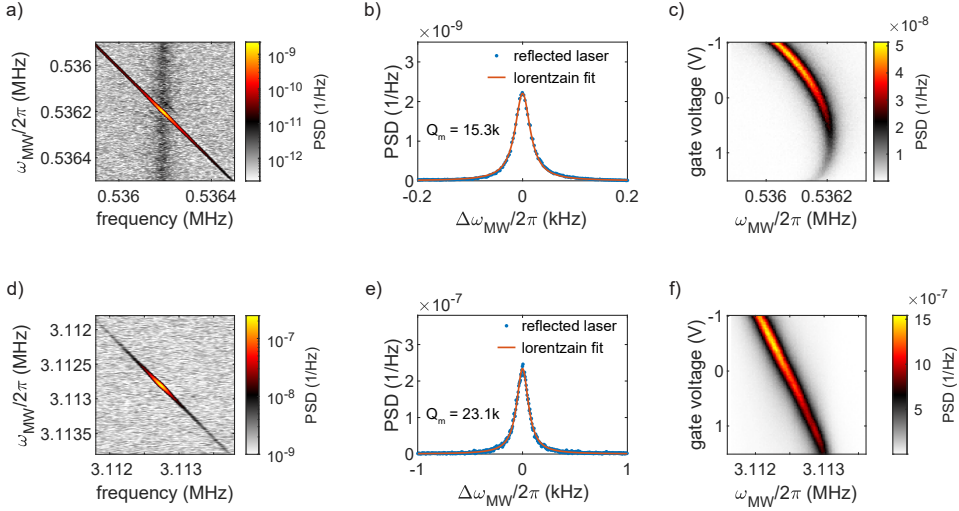 a)
ω_MW/2π (MHz)
0.536
0.5362
0.5364
0.536
0.5364
frequency (MHz)
10^-9
10^-10
10^-11
10^-12
PSD (1/Hz)
b)
×10^-9
PSD (1/Hz)
3
2
1
0
reflected laser
lorentzain fit
Q_m = 15.3k
-0.2
0
0.2
Δω_MW/2π (kHz)
c)
gate voltage (V)
-1
0
1
0.536
0.5362
ω_MW/2π (MHz)
×10^-8
5
4
3
2
1
PSD (1/Hz)
d)
ω_MW/2π (MHz)
3.112
3.1125
3.113
3.1135
3.112
3.113
frequency (MHz)
10^-7
10^-8
10^-9
PSD (1/Hz)
e)
×10^-7
PSD (1/Hz)
3
2
1
0
reflected laser
lorentzain fit
Q_m = 23.1k
-1
0
1
Δω_MW/2π (kHz)
f)
gate voltage (V)
-1
0
1
3.112
3.113
ω_MW/2π (MHz)
×10^-7
15
10
5
PSD (1/Hz)